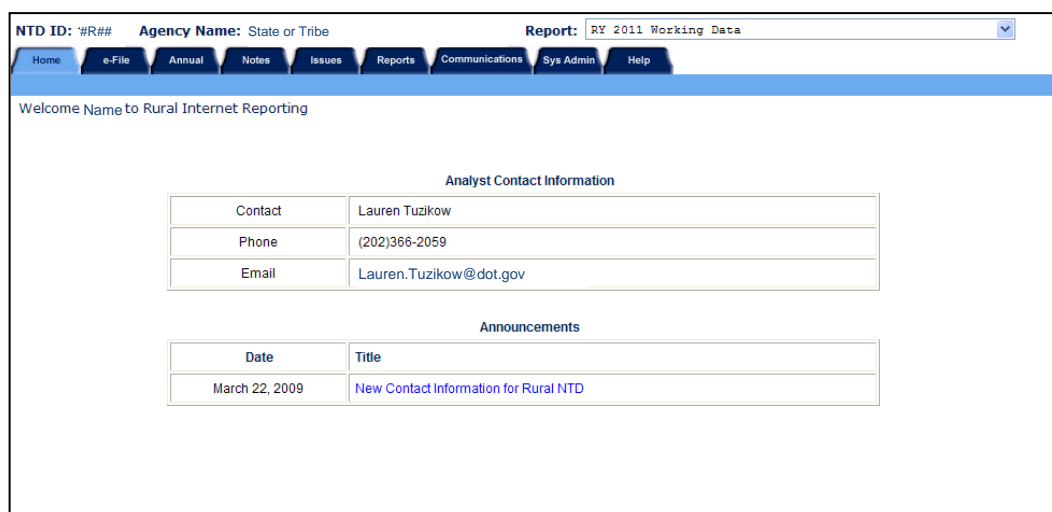 NTD ID: '#R## Agency Name: State or Tribe Report: RY 2011 Working Data
Home e-File Annual Notes Issues Reports Communications Sys Admin Help
Welcome Name to Rural Internet Reporting
Analyst Contact Information
Contact Lauren Tuzikow
Phone (202)366-2059
Email Lauren.Tuzikow@dot.gov
Announcements
Date Title
March 22, 2009 New Contact Information for Rural NTD